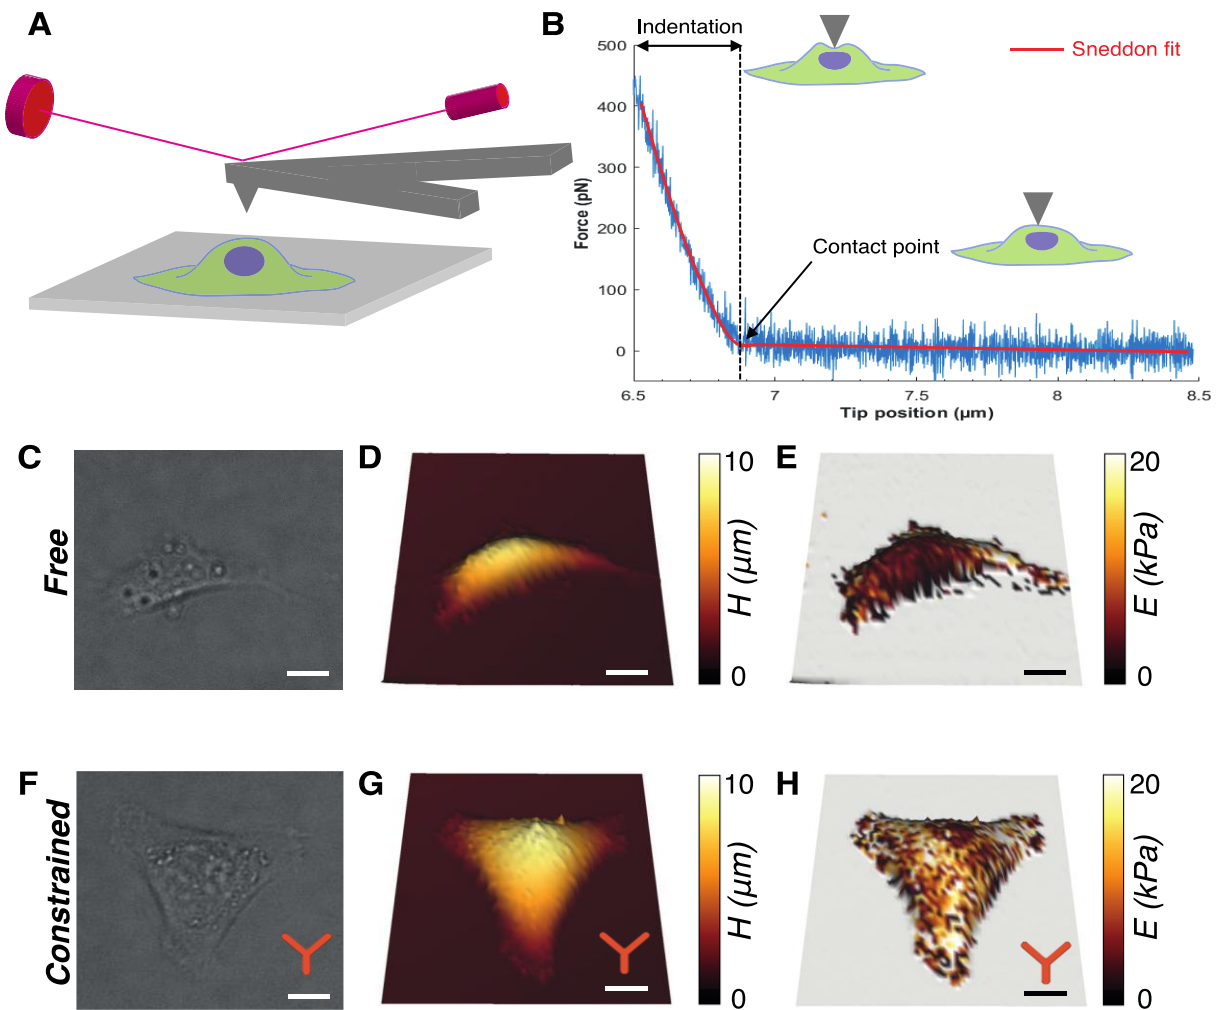 A
B
Indentation
Sneddon fit
Contact point
500
400
300
200
100
0
Force (pN)
6.5
7
7.5
8
8.5
Tip position (µm)
C
D
E
Free
10
H (µm)
0
20
E (kPa)
0
F
G
H
Constrained
10
H (µm)
0
20
E (kPa)
0